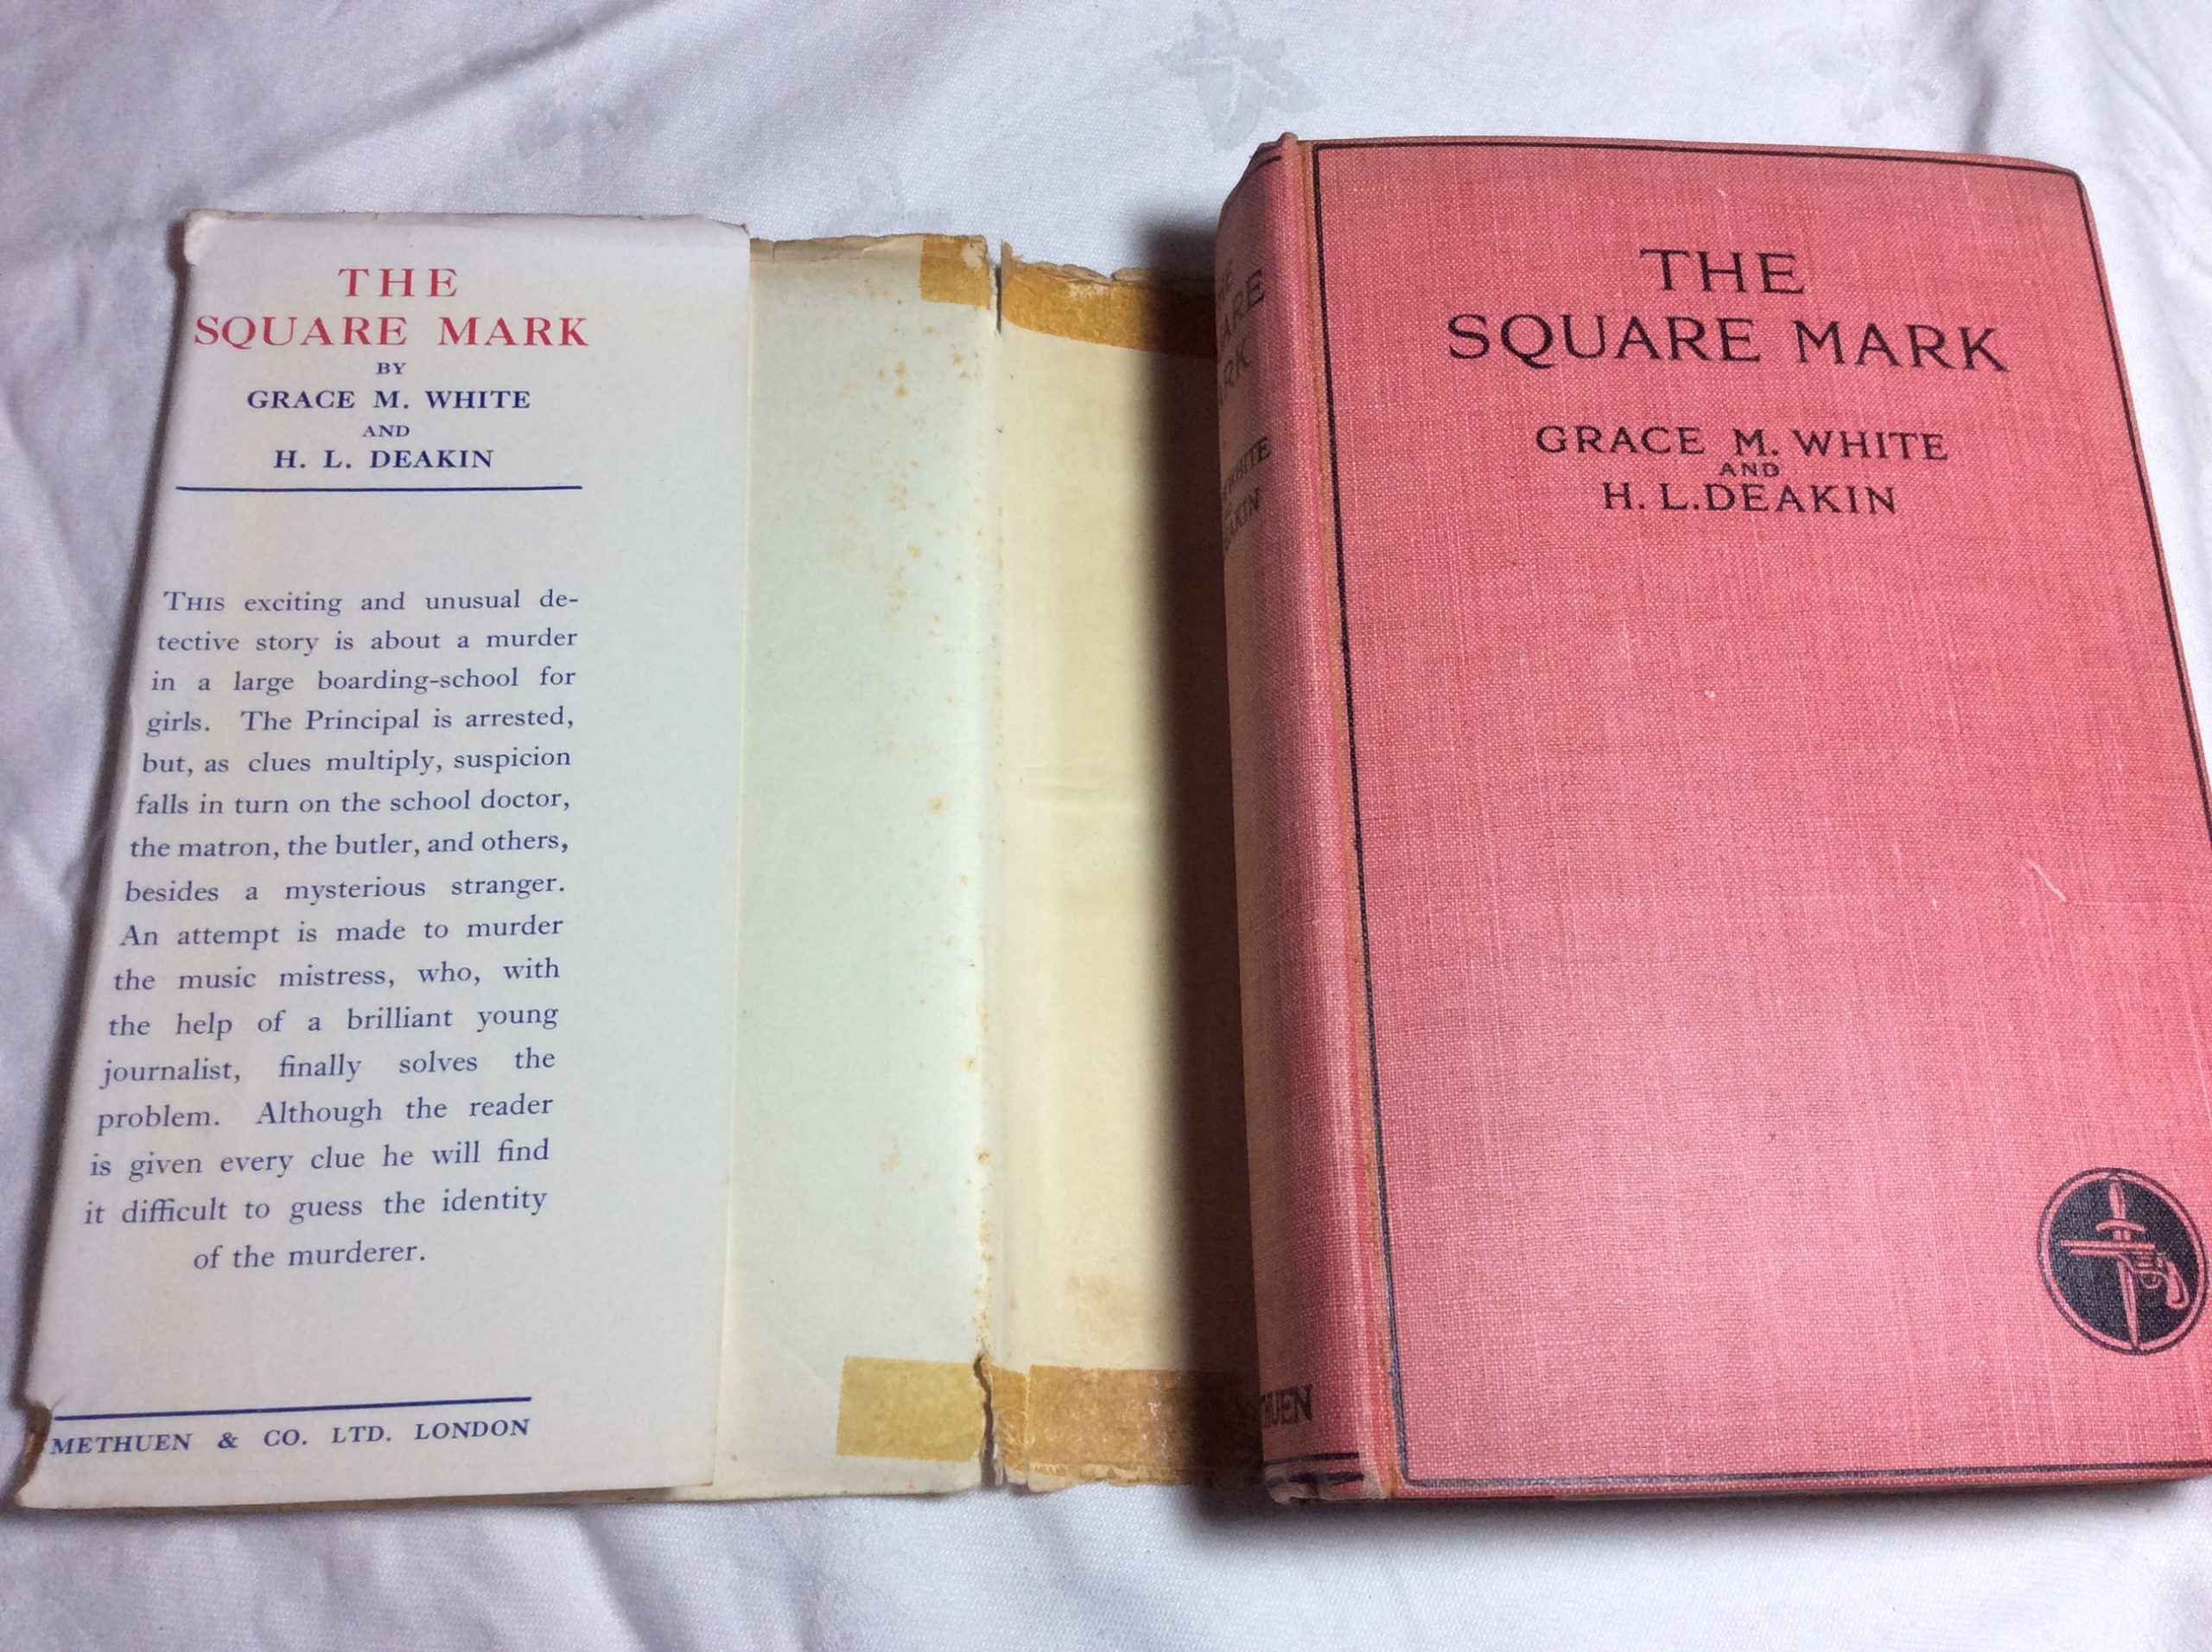 THE
SQUARE MARK
BY
GRACE M. WHITE
AND
H. L. DEAKIN
THIS exciting and unusual de-
tective story is about a murder
in a large boarding-school for
girls. The Principal is arrested,
but, as clues multiply, suspicion
falls in turn on the school doctor,
the matron, the butler, and others,
besides a mysterious stranger.
An attempt is made to murder
the music mistress, who, with
the help of a brilliant young
journalist, finally solves the
problem. Although the reader
is given every clue he will find
it difficult to guess the identity
of the murderer.
METHUEN & CO. LTD. LONDON
THE
SQUARE MARK
GRACE M. WHITE
AND
H. L. DEAKIN